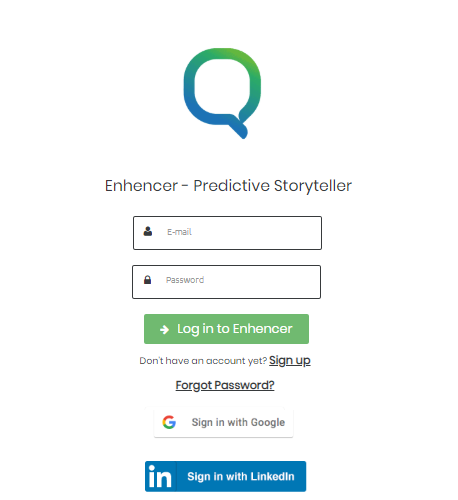 Enhencer - Predictive Storyteller
E-mail
Password
Log in to Enhencer
Don't have an account yet? Sign up
Forgot Password?
Sign in with Google
in Sign in with LinkedIn